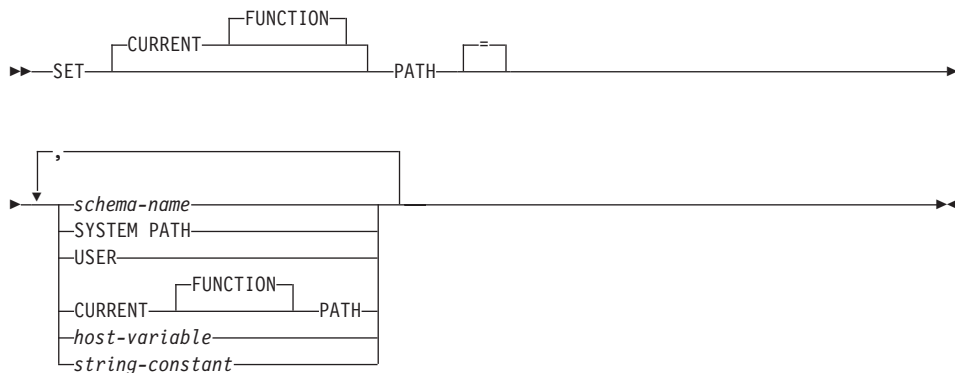 FUNCTION
CURRENT
SET PATH =
,
schema-name
SYSTEM PATH
USER
FUNCTION
CURRENT PATH
host-variable
string-constant